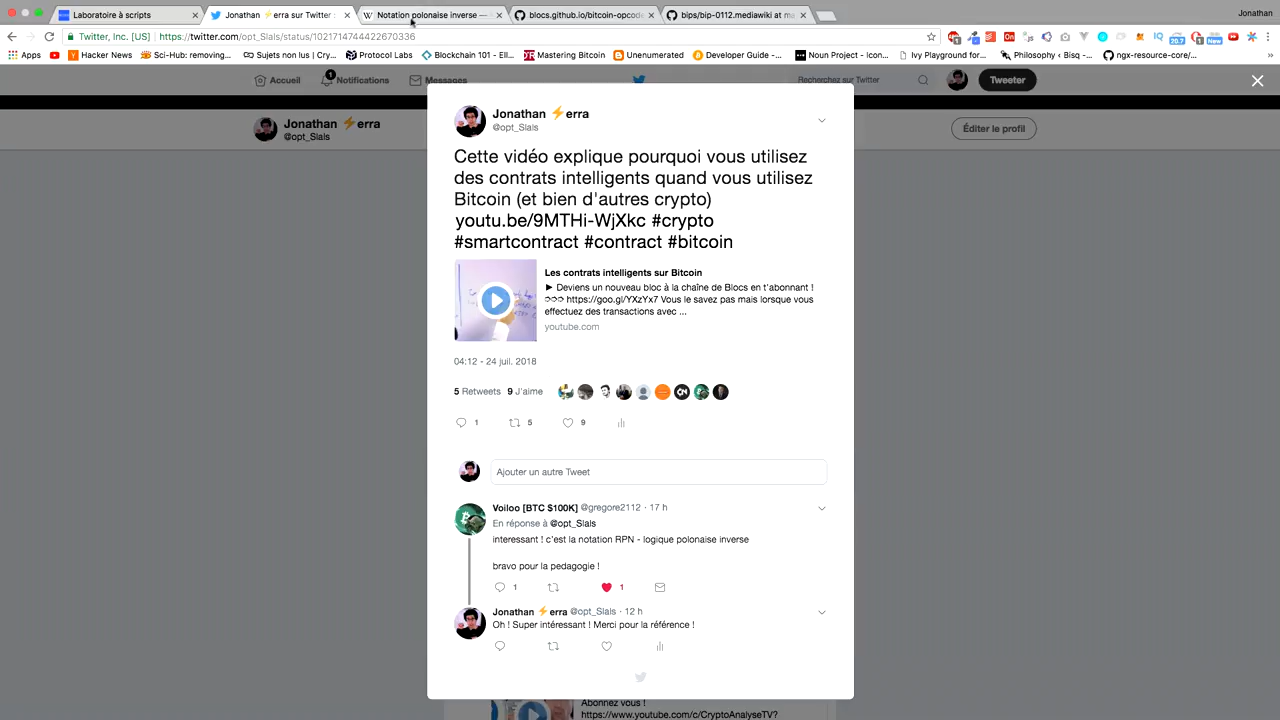 Jonathan
Laboratoire à scripts
Jonathan ⚡erra sur Twitter :
Notation polonaise inverse —
blocs.github.io/bitcoin-opcod
bips/bip-0112.mediawiki at ma
Twitter, Inc. [US] | https://twitter.com/opt_Slals/status/1021714744422670336
Apps
Hacker News
Sci-Hub: removing...
Sujets non lus | Cry...
Protocol Labs
Blockchain 101 - Ell...
Mastering Bitcoin
Unenumerated
Developer Guide -...
Noun Project - Icon...
Ivy Playground for...
Philosophy ‹ Bisq -...
ngx-resource-core/...
Accueil
1
Notifications
Messages
Recherchez sur Twitter
Tweeter
Jonathan ⚡erra
@opt_Slals
Éditer le profil
Jonathan ⚡erra
@opt_Slals
Cette vidéo explique pourquoi vous utilisez
des contrats intelligents quand vous utilisez
Bitcoin (et bien d'autres crypto)
youtu.be/9MTHi-WjXkc #crypto
#smartcontract #contract #bitcoin
Les contrats intelligents sur Bitcoin
► Deviens un nouveau bloc à la chaîne de Blocs en t'abonnant !
➯➯➯ https://goo.gl/YXzYx7 Vous le savez pas mais lorsque vous
effectuez des transactions avec ...
youtube.com
04:12 - 24 juil. 2018
5 Retweets 9 J'aime
1 5 9
Ajouter un autre Tweet
Voiloo [BTC $100K] @gregore2112 · 17 h
En réponse à @opt_Slals
interessant ! c'est la notation RPN - logique polonaise inverse
bravo pour la pedagogie !
1 1
Jonathan ⚡erra @opt_Slals · 12 h
Oh ! Super intéressant ! Merci pour la référence !
Abonnez vous !
https://www.youtube.com/c/CryptoAnalyseTV?